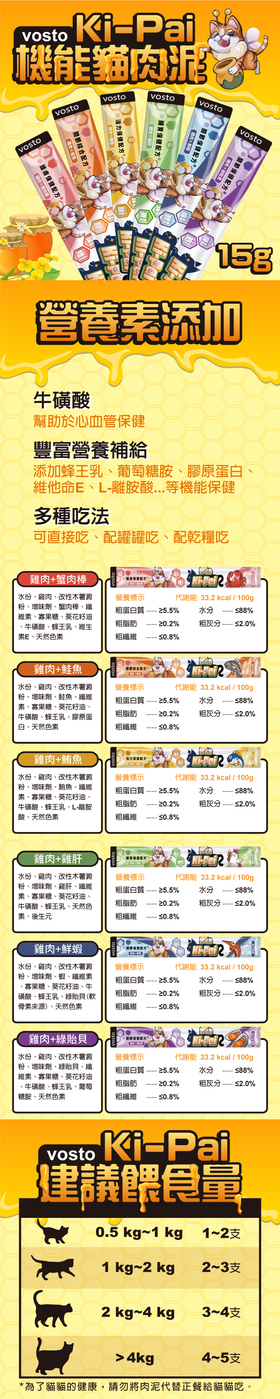 vosto Ki-Pai
機能貓肉派
vosto
vosto
vosto
vosto
vosto
vosto
15g
營養素添加
牛磺酸
幫助於心血管保健
豐富營養補給
添加蜂王乳、葡萄糖胺、膠原蛋白、
維他命E、L-離胺酸...等機能保健
多種吃法
可直接吃、配罐罐吃、配乾糧吃
雞肉+蟹肉棒
水份、雞肉、改性木薯澱
粉、增味劑、蟹肉棒、纖
維素、寡果糖、葵花籽油
、牛磺酸、蜂王乳、維生
素E、天然色素
營養標示 代謝能 33.2 kcal / 100g
粗蛋白質 ---- ≥5.5% 水分 ---- ≤88%
粗脂肪 ---- ≥0.2% 粗灰分 ---- ≤2.0%
粗纖維 ---- ≤0.8%
雞肉+鮭魚
水份、雞肉、改性木薯澱
粉、增味劑、鮭魚、纖維
素、寡果糖、葵花籽油、
牛磺酸、蜂王乳、膠原蛋
白、天然色素
營養標示 代謝能 33.2 kcal / 100g
粗蛋白質 ---- ≥5.5% 水分 ---- ≤88%
粗脂肪 ---- ≥0.2% 粗灰分 ---- ≤2.0%
粗纖維 ---- ≤0.8%
雞肉+鮪魚
水份、雞肉、改性木薯澱
粉、增味劑、鮪魚、纖維
素、寡果糖、葵花籽油、
牛磺酸、蜂王乳、L-離胺
酸、天然色素
營養標示 代謝能 33.2 kcal / 100g
粗蛋白質 ---- ≥5.5% 水分 ---- ≤88%
粗脂肪 ---- ≥0.2% 粗灰分 ---- ≤2.0%
粗纖維 ---- ≤0.8%
雞肉+雞肝
水份、雞肉、改性木薯澱
粉、增味劑、雞肝、纖維
素、寡果糖、葵花籽油、
牛磺酸、蜂王乳、天然色
素、後生元
營養標示 代謝能 33.2 kcal / 100g
粗蛋白質 ---- ≥5.5% 水分 ---- ≤88%
粗脂肪 ---- ≥0.2% 粗灰分 ---- ≤2.0%
粗纖維 ---- ≤0.8%
雞肉+鮮蝦
水份、雞肉、改性木薯澱
粉、增味劑、蝦、纖維素
、寡果糖、葵花籽油、牛
磺酸、蜂王乳、綠貽貝(軟
骨素來源)、天然色素
營養標示 代謝能 33.2 kcal / 100g
粗蛋白質 ---- ≥5.5% 水分 ---- ≤88%
粗脂肪 ---- ≥0.2% 粗灰分 ---- ≤2.0%
粗纖維 ---- ≤0.8%
雞肉+綠貽貝
水份、雞肉、改性木薯澱
粉、增味劑、綠貽貝、纖
維素、寡果糖、葵花籽油
、牛磺酸、蜂王乳、葡萄
糖胺、天然色素
營養標示 代謝能 33.2 kcal / 100g
粗蛋白質 ---- ≥5.5% 水分 ---- ≤88%
粗脂肪 ---- ≥0.2% 粗灰分 ---- ≤2.0%
粗纖維 ---- ≤0.8%
vosto Ki-Pai
建議餵食量
0.5 kg~1 kg 1~2支
1 kg~2 kg 2~3支
2 kg~4 kg 3~4支
>4kg 4~5支
*為了貓貓的健康，請勿將肉泥代替正餐給貓貓吃。